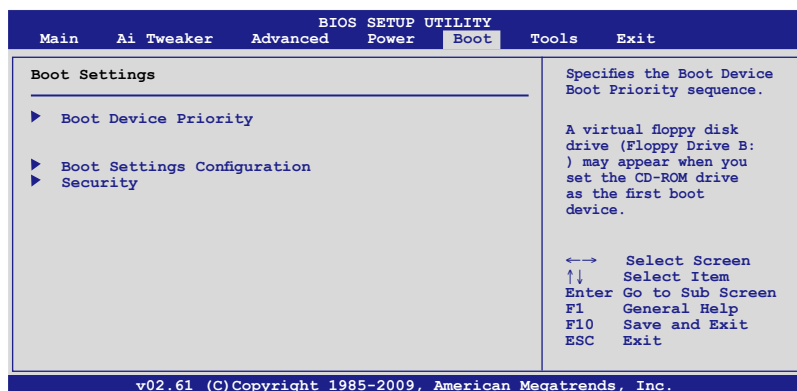 BIOS SETUP UTILITY
Main Ai Tweaker Advanced Power Boot Tools Exit
Boot Settings
Boot Device Priority
Boot Settings Configuration
Security
Specifies the Boot Device
Boot Priority sequence.
A virtual floppy disk
drive (Floppy Drive B:
) may appear when you
set the CD-ROM drive
as the first boot
device.
←→ Select Screen
↑↓ Select Item
Enter Go to Sub Screen
F1 General Help
F10 Save and Exit
ESC Exit
v02.61 (C)Copyright 1985-2009, American Megatrends, Inc.